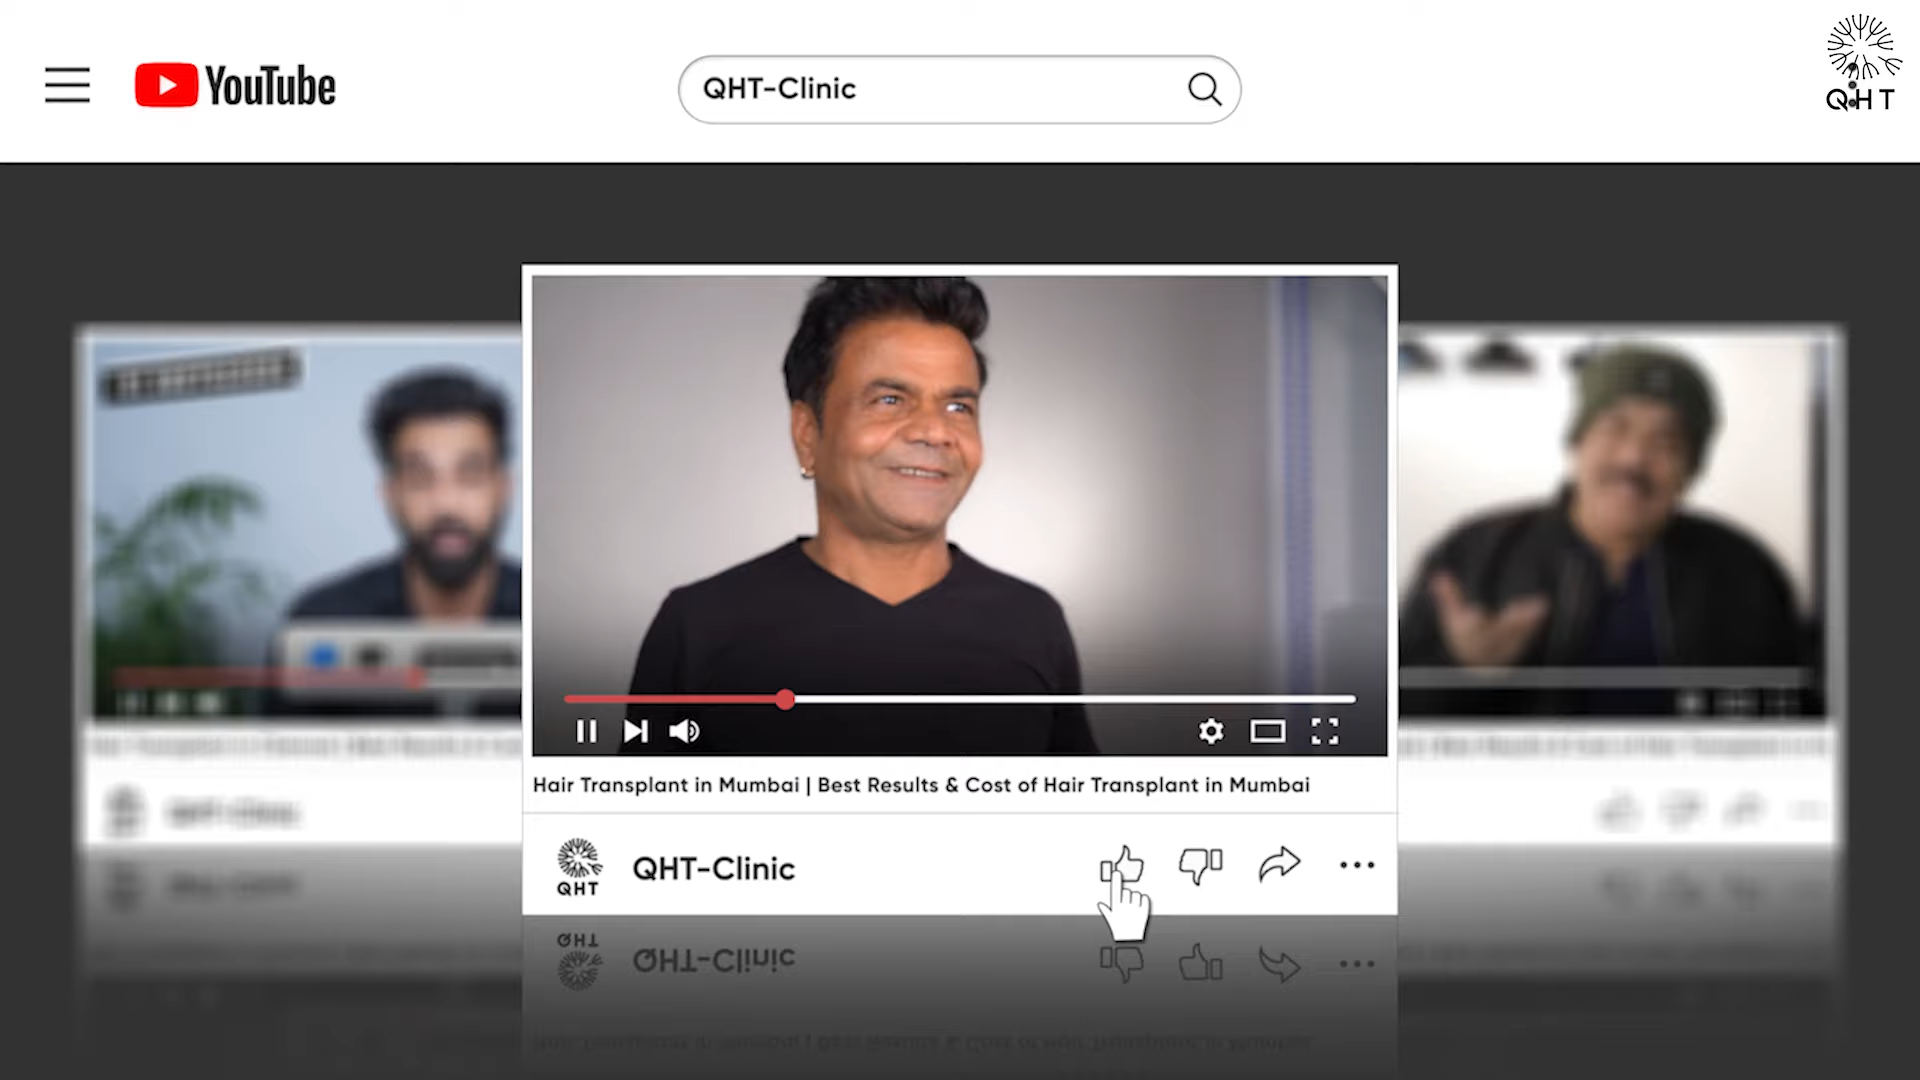 YouTube
QHT-Clinic
QHT
Hair Transplant in Mumbai | Best Results & Cost of Hair Transplant in Mumbai
QHT
QHT-Clinic